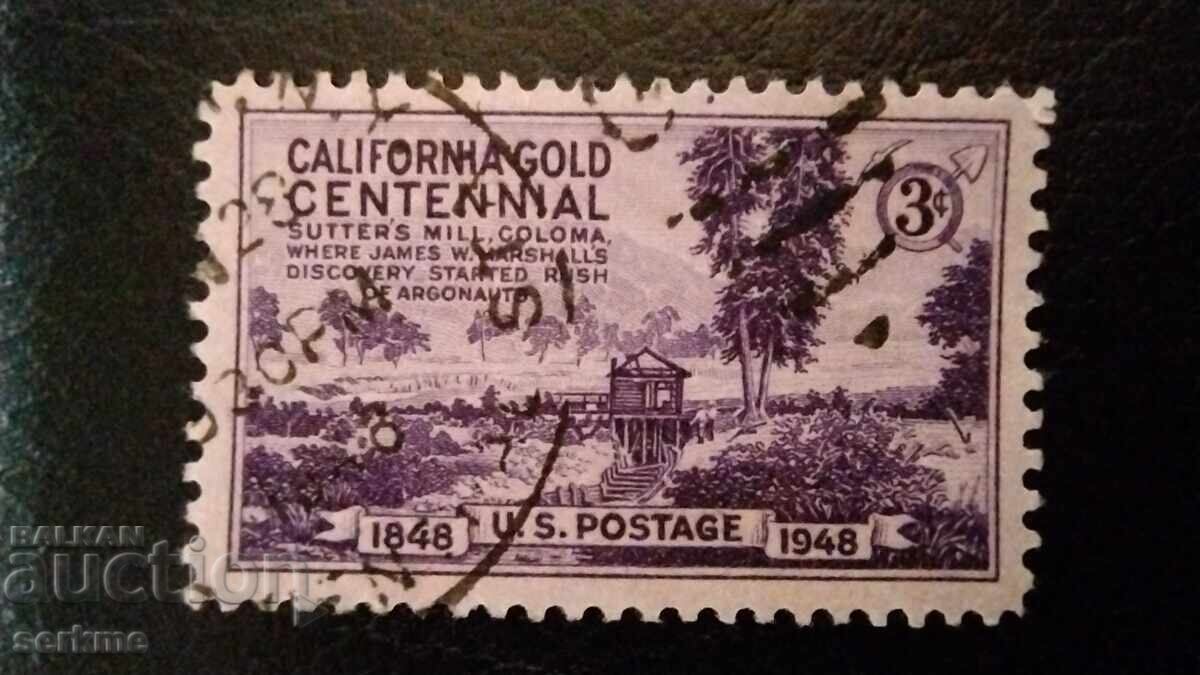 CALIFORNIA GOLD
CENTENNIAL
SUTTER'S MILL, COLOMA,
WHERE JAMES W. MARSHALL'S
DISCOVERY STARTED RUSH
OF ARGONAUTS
3¢
1848
U.S. POSTAGE
1948
BALKAN
auction
serkme